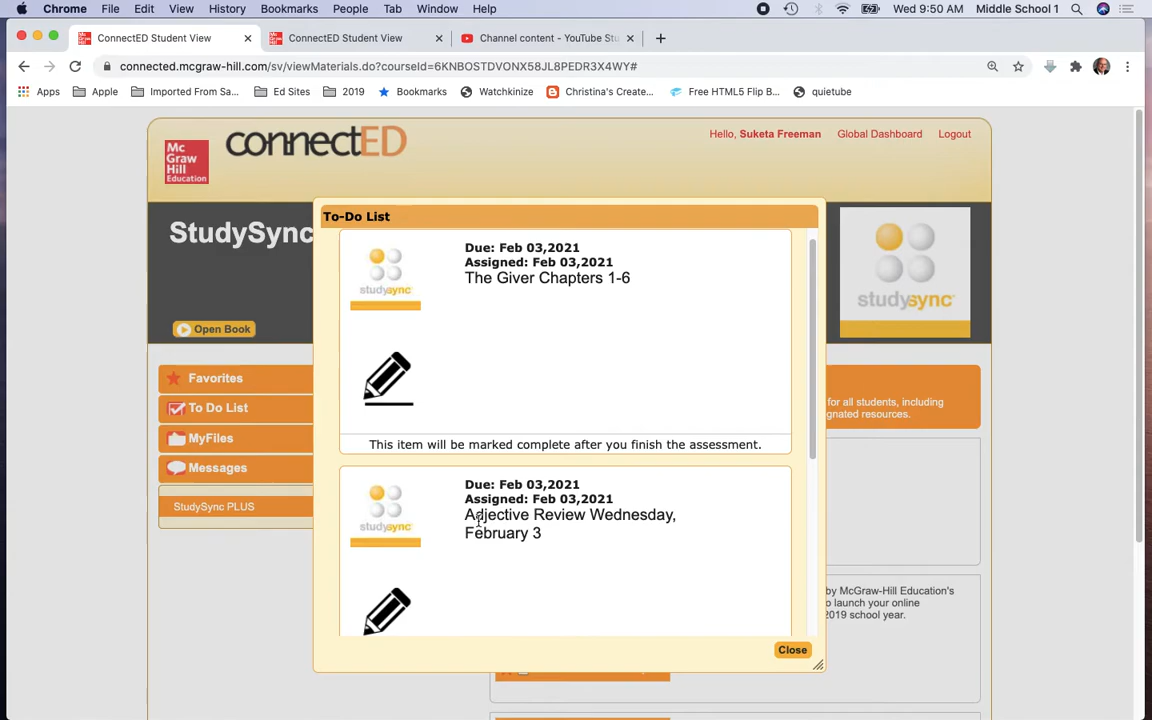 Chrome File Edit View History Bookmarks People Tab Window Help Wed 9:50 AM Middle School 1
ConnectED Student View ConnectED Student View Channel content - YouTube Stu
connected.mcgraw-hill.com/sv/viewMaterials.do?courseId=6KNBOSTDVONX58JL8PEDR3X4WY#
Apps Apple Imported From Sa... Ed Sites 2019 Bookmarks Watchkinize Christina's Create... Free HTML5 Flip B... quietube
Mc
Graw
Hill
Education
connectED
Hello, Suketa Freeman Global Dashboard Logout
StudySync
Open Book
studysync
Favorites
To Do List
MyFiles
Messages
StudySync PLUS
To-Do List
studysync
Due: Feb 03,2021
Assigned: Feb 03,2021
The Giver Chapters 1-6
This item will be marked complete after you finish the assessment.
studysync
Due: Feb 03,2021
Assigned: Feb 03,2021
Adjective Review Wednesday,
February 3
Close
for all students, including
gnated resources.
by McGraw-Hill Education's
o launch your online
2019 school year.